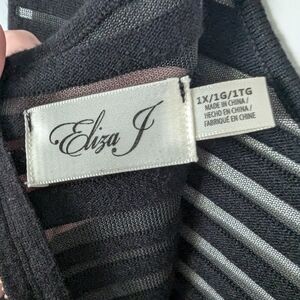 Eliza J
1X/1G/1TG
MADE IN CHINA /
HECHO EN CHINA /
FABRIQUÉ EN CHINE